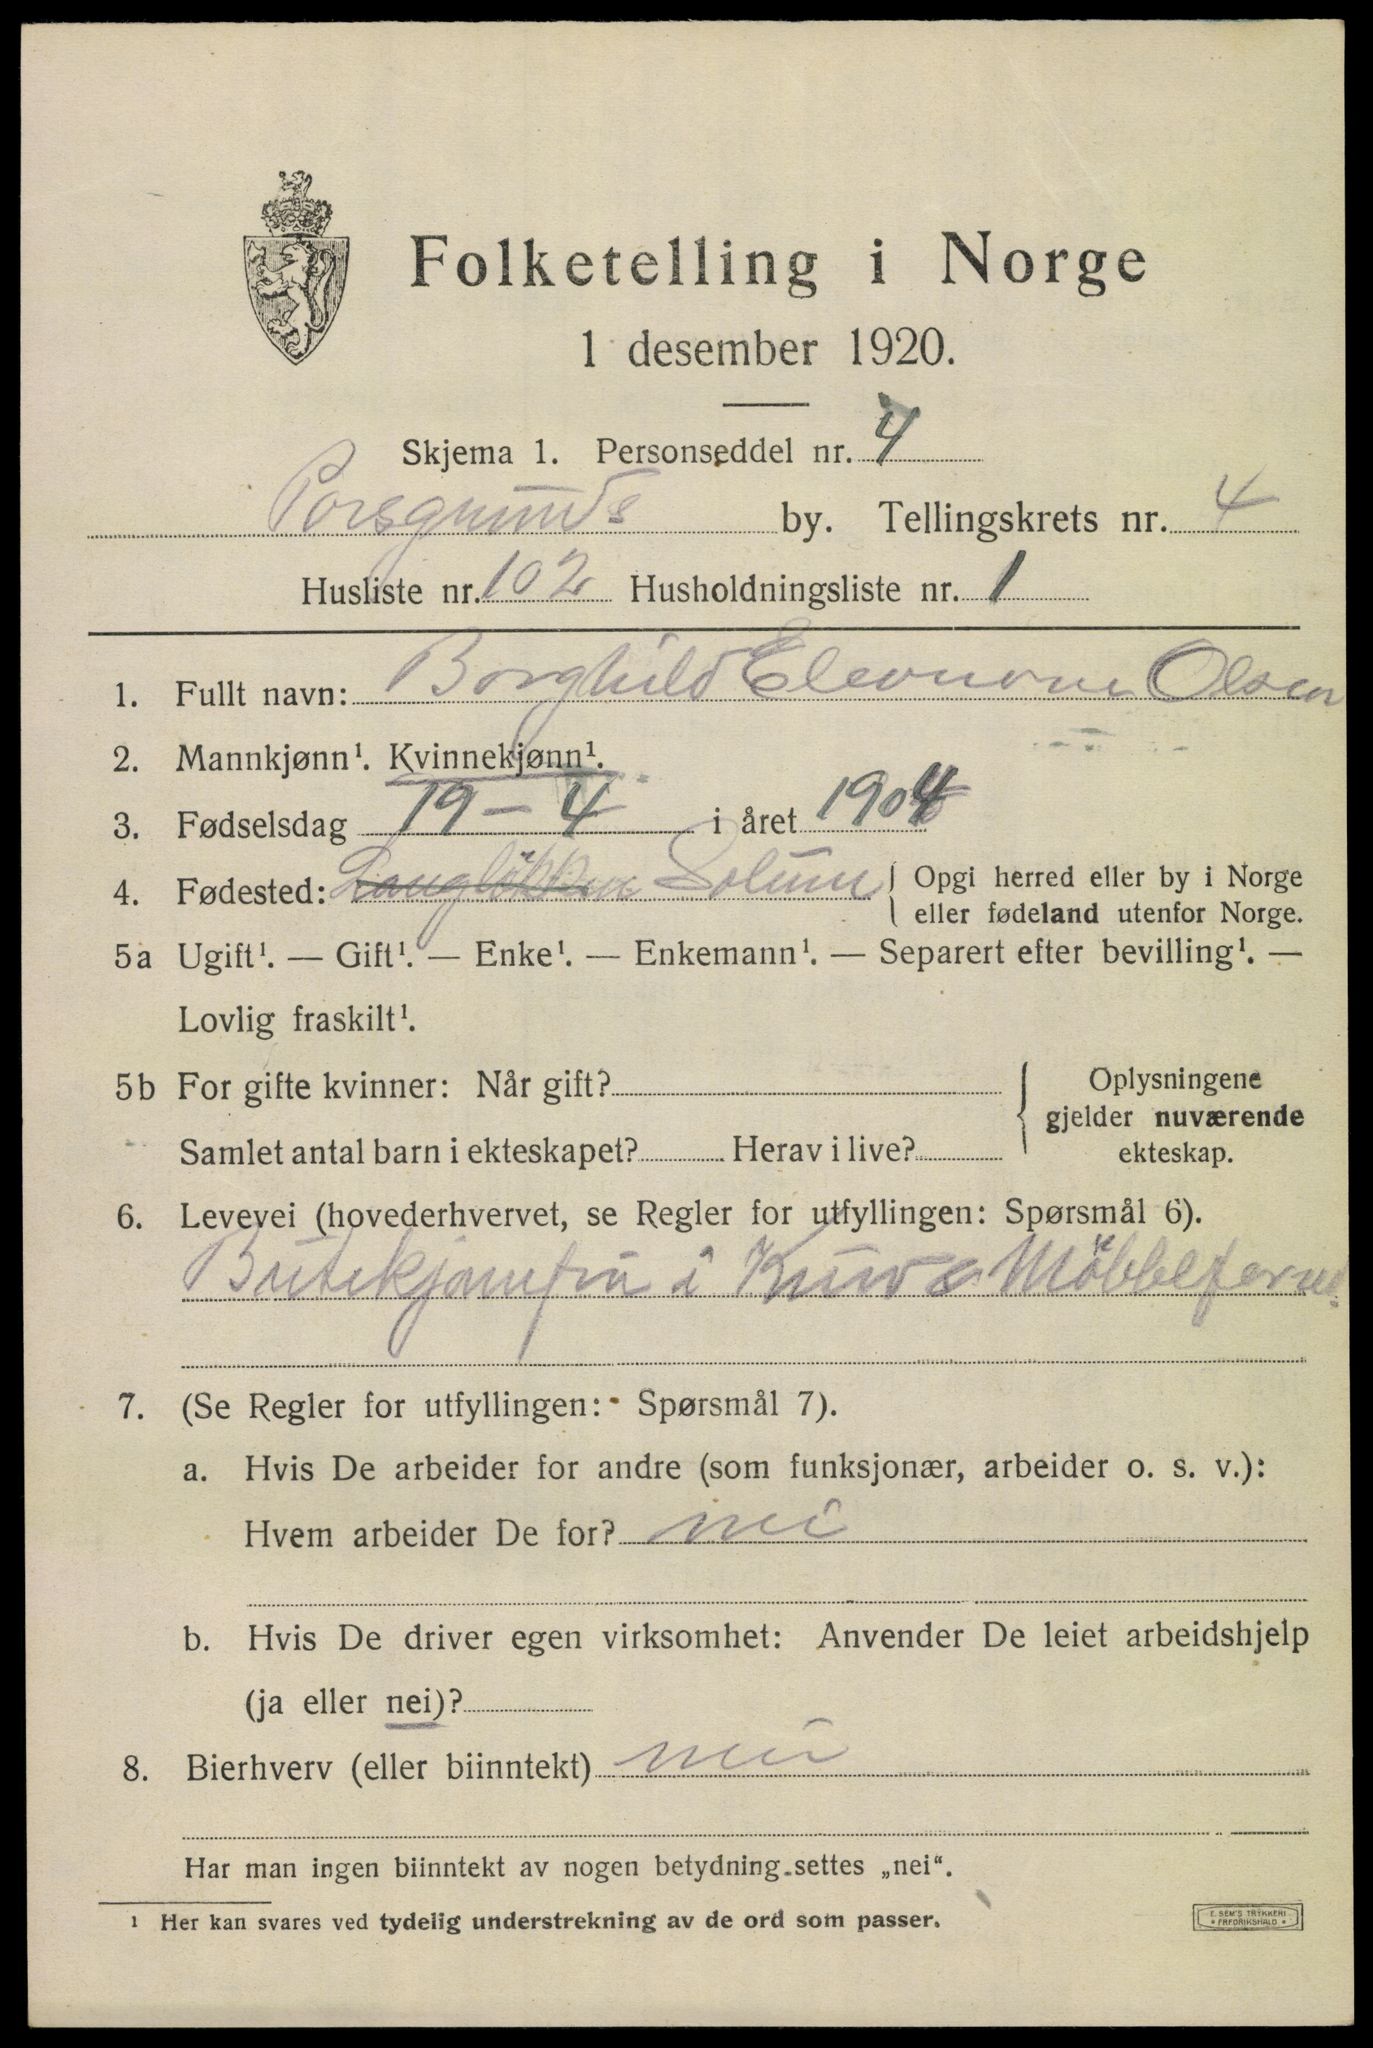 Folketelling i Norge
1 desember 1920.
Skjema 1. Personseddel nr. 4
Porsgrunds by. Tellingskrets nr. 4
Husliste nr. 102 Husholdningsliste nr. 1
1. Fullt navn: Borghild Eleonore Olsen
2. Mannkjønn¹. Kvinnekjønn¹.
3. Fødselsdag 19-4 i året 1904
4. Fødested: Langløkken Solum { Opgi herred eller by i Norge
eller fødeland utenfor Norge.
5a Ugift¹. — Gift¹. — Enke¹. — Enkemann¹. — Separert efter bevilling¹. —
Lovlig fraskilt¹.
5b For gifte kvinner: Når gift?
Samlet antal barn i ekteskapet? Herav i live?
{ Oplysningene
gjelder nuværende
ekteskap.
6. Levevei (hovederhvervet, se Regler for utfyllingen: Spørsmål 6).
Butikjomfru i Møbbelforred.
7. (Se Regler for utfyllingen: Spørsmål 7).
a. Hvis De arbeider for andre (som funksjonær, arbeider o. s. v.):
Hvem arbeider De for? nei
b. Hvis De driver egen virksomhet: Anvender De leiet arbeidshjelp
(ja eller nei)?
8. Bierhverv (eller biinntekt) nei
Har man ingen biinntekt av nogen betydning settes „nei“.
¹ Her kan svares ved tydelig understrekning av de ord som passer.
E. SEM'S TRYKKERI
* FREDRIKSHALD *